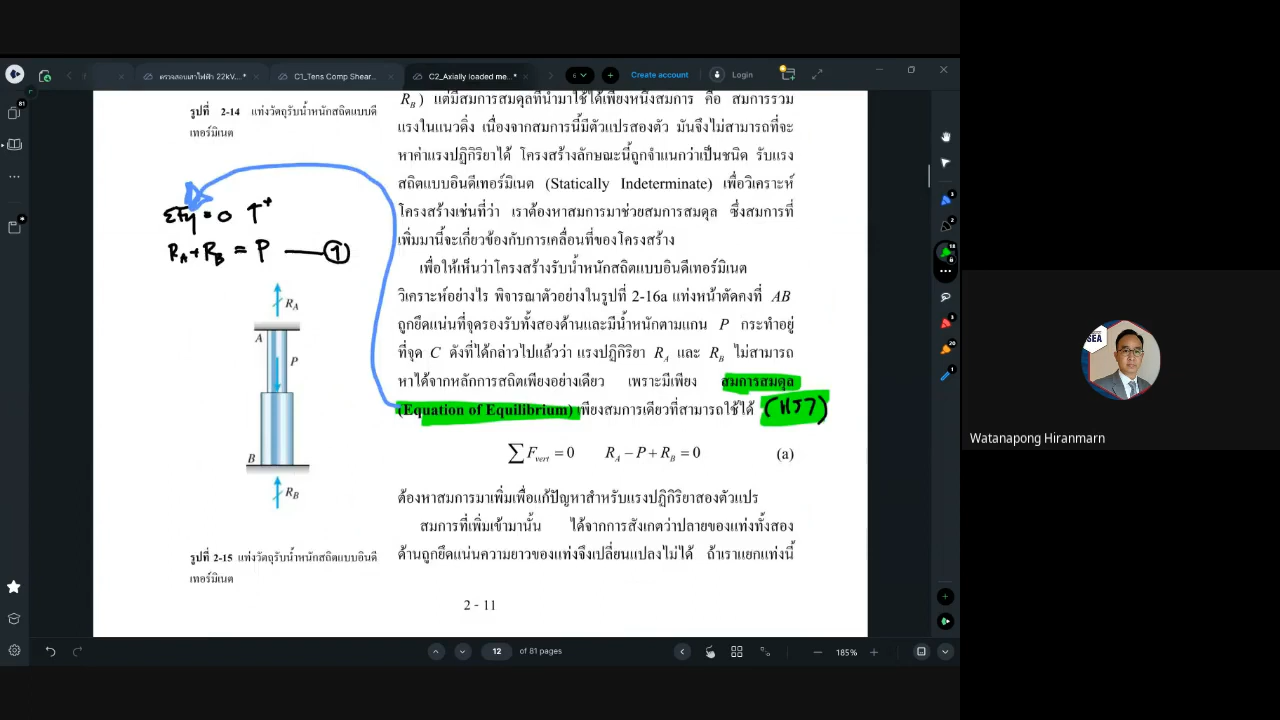 81
ตรวจสอบเสาไฟฟ้า 22kV...*
C1_Tens Comp Shear...
C2_Axially loaded me...*
6
Create account
Login
รูปที่ 2-14 แท่งวัตถุรับน้ำหนักสถิตแบบดี
เทอร์มิเนต
ΣFy = 0 ↑+
RA+RB = P —— ①
RA
A
P
B
RB
รูปที่ 2-15 แท่งวัตถุรับน้ำหนักสถิตแบบอินดี
เทอร์มิเนต
R_B ) แต่มีสมการสมดุลที่นำมาใช้ได้เพียงหนึ่งสมการ คือ สมการรวม
แรงในแนวดิ่ง เนื่องจากสมการนี้มีตัวแปรสองตัว มันจึงไม่สามารถที่จะ
หาค่าแรงปฏิกิริยาได้ โครงสร้างลักษณะนี้ถูกจำแนกว่าเป็นชนิด รับแรง
สถิตแบบอินดีเทอร์มิเนต (Statically Indeterminate) เพื่อวิเคราะห์
โครงสร้างเช่นที่ว่า เราต้องหาสมการมาช่วยสมการสมดุล ซึ่งสมการที่
เพิ่มมานี้จะเกี่ยวข้องกับการเคลื่อนที่ของโครงสร้าง
เพื่อให้เห็นว่าโครงสร้างรับน้ำหนักสถิตแบบอินดีเทอร์มิเนต
วิเคราะห์อย่างไร พิจารณาตัวอย่างในรูปที่ 2-16a แท่งหน้าตัดคงที่ AB
ถูกยึดแน่นที่จุดรองรับทั้งสองด้านและมีน้ำหนักตามแกน P กระทำอยู่
ที่จุด C ดังที่ได้กล่าวไปแล้วว่า แรงปฏิกิริยา R_A และ R_B ไม่สามารถ
หาได้จากหลักการสถิตเพียงอย่างเดียว เพราะมีเพียง สมการสมดุล
(Equation of Equilibrium) เพียงสมการเดียวที่สามารถใช้ได้ (แรง)
∑F_vert = 0 R_A − P + R_B = 0 (a)
ต้องหาสมการมาเพิ่มเพื่อแก้ปัญหาสำหรับแรงปฏิกิริยาสองตัวแปร
สมการที่เพิ่มเข้ามานั้น ได้จากการสังเกตว่าปลายของแท่งทั้งสอง
ด้านถูกยึดแน่นความยาวของแท่งจึงเปลี่ยนแปลงไม่ได้ ถ้าเราแยกแท่งนี้
2 - 11
12 of 81 pages
185%
SEA
Watanapong Hiranmarn